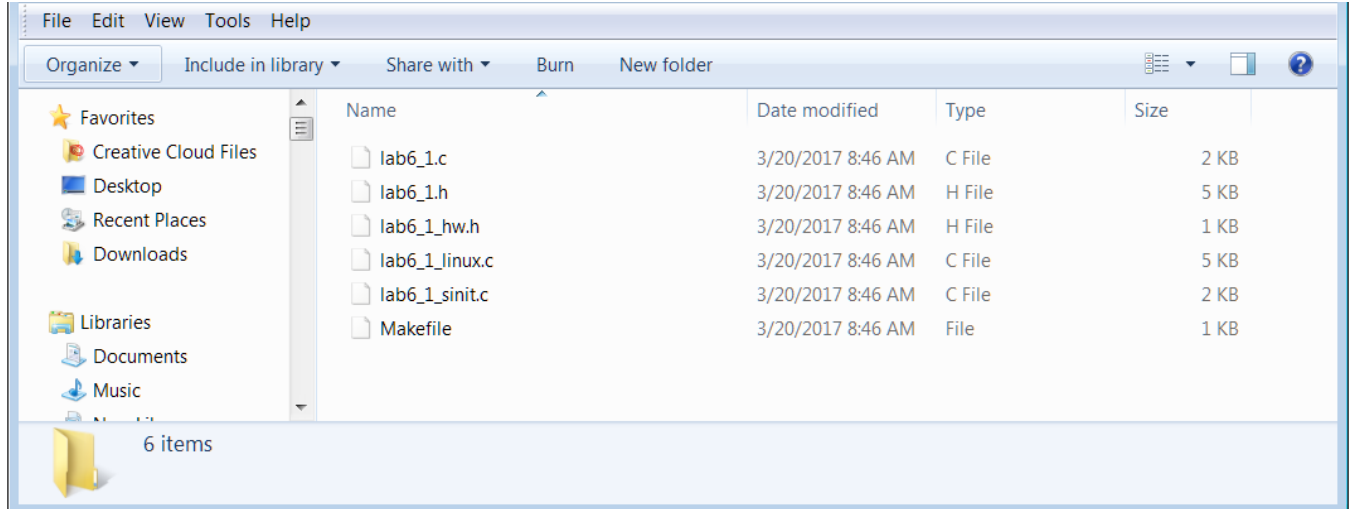 File Edit View Tools Help
Organize Include in library Share with Burn New folder
Favorites
Creative Cloud Files
Desktop
Recent Places
Downloads
Libraries
Documents
Music
Name Date modified Type Size
lab6_1.c 3/20/2017 8:46 AM C File 2 KB
lab6_1.h 3/20/2017 8:46 AM H File 5 KB
lab6_1_hw.h 3/20/2017 8:46 AM H File 1 KB
lab6_1_linux.c 3/20/2017 8:46 AM C File 5 KB
lab6_1_sinit.c 3/20/2017 8:46 AM C File 2 KB
Makefile 3/20/2017 8:46 AM File 1 KB
6 items